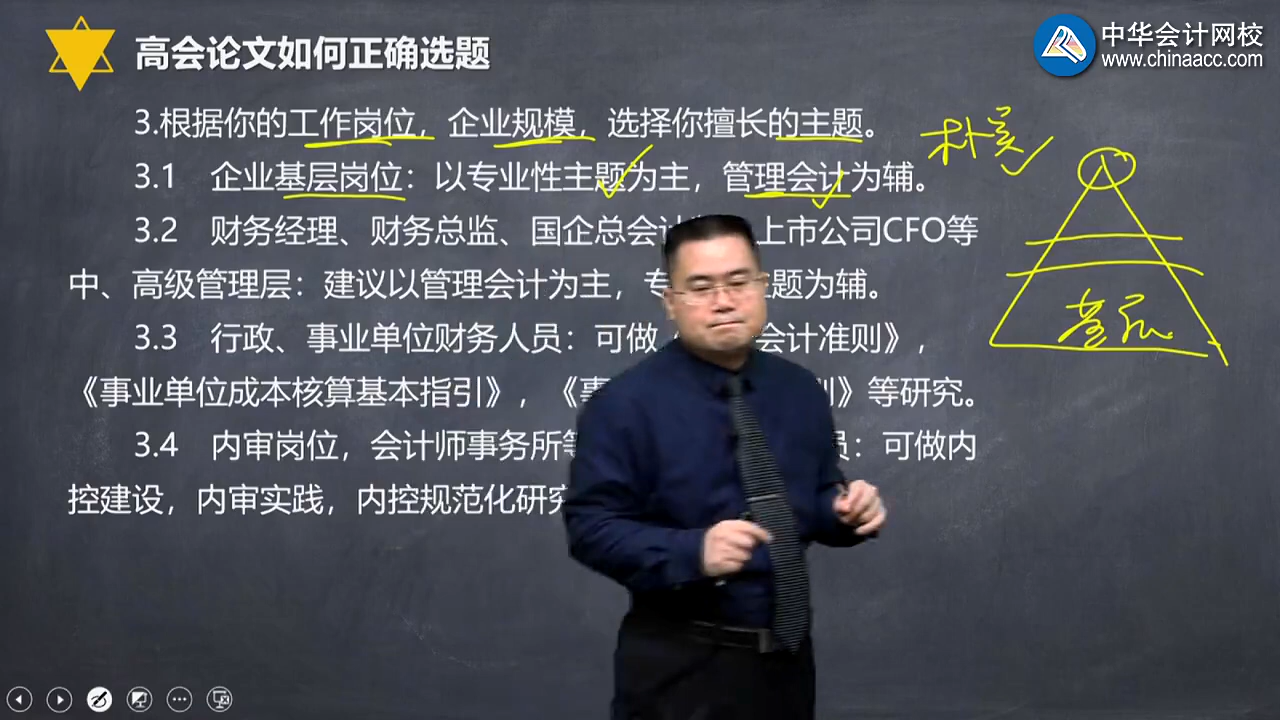 高会论文如何正确选题
中华会计网校
www.chinaacc.com
3.根据你的工作岗位，企业规模，选择你擅长的主题。
3.1 企业基层岗位：以专业性主题为主，管理会计为辅。
3.2 财务经理、财务总监、国企总会计 上市公司CFO等
中、高级管理层：建议以管理会计为主，专 主题为辅。
3.3 行政、事业单位财务人员：可做 会计准则》，
《事业单位成本核算基本指引》，《事 》等研究。
3.4 内审岗位，会计师事务所等 员：可做内
控建设，内审实践，内控规范化研究
基层